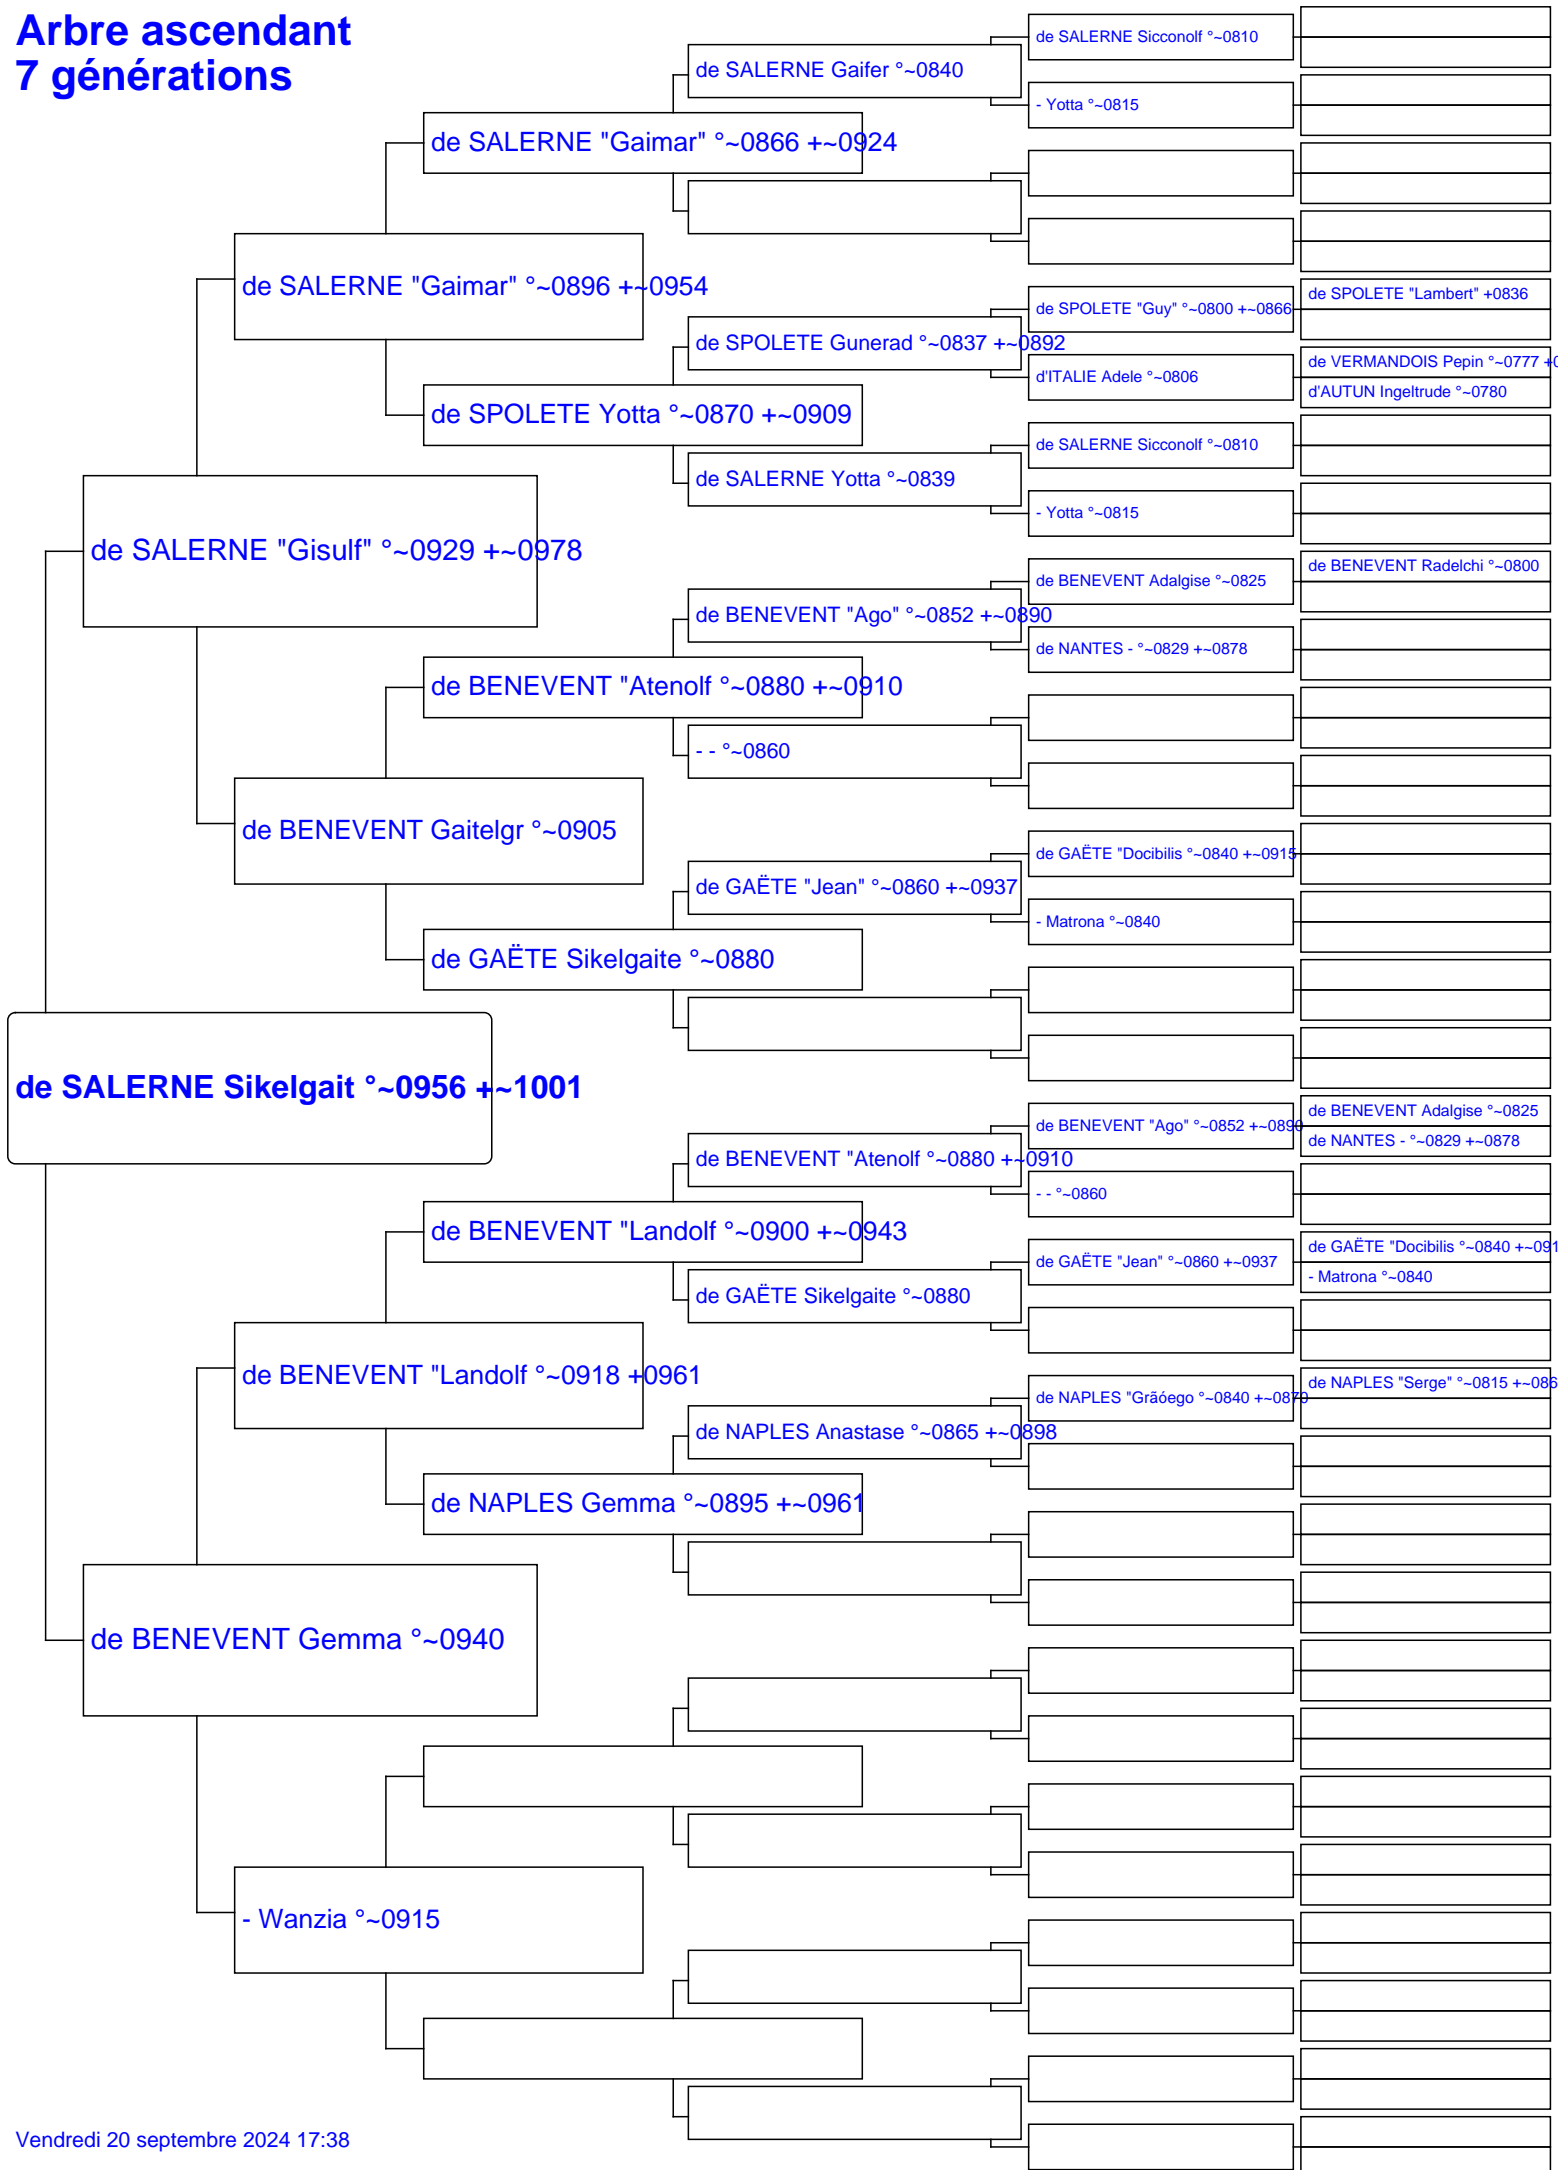 Arbre ascendant
7 générations
de SALERNE Sikelgait °~0956 +~1001
de SALERNE "Gisulf" °~0929 +~0978
de BENEVENT Gemma °~0940
de SALERNE "Gaimar" °~0896 +~0954
de BENEVENT Gaitelgr °~0905
de BENEVENT "Landolf °~0918 +0961
- Wanzia °~0915
de SALERNE "Gaimar" °~0866 +~0924
de SPOLETE Yotta °~0870 +~0909
de BENEVENT "Atenolf °~0880 +~0910
de GAËTE Sikelgaite °~0880
de BENEVENT "Landolf °~0900 +~0943
de NAPLES Gemma °~0895 +~0961
de SALERNE Gaifer °~0840
de SPOLETE Gunerad °~0837 +~0892
de SALERNE Yotta °~0839
de BENEVENT "Ago" °~0852 +~0890
- - °~0860
de GAËTE "Jean" °~0860 +~0937
de BENEVENT "Atenolf °~0880 +~0910
de GAËTE Sikelgaite °~0880
de NAPLES Anastase °~0865 +~0898
de SALERNE Sicconolf °~0810
- Yotta °~0815
de SPOLETE "Guy" °~0800 +~0866
d'ITALIE Adele °~0806
de SALERNE Sicconolf °~0810
- Yotta °~0815
de BENEVENT Adalgise °~0825
de NANTES - °~0829 +~0878
de GAËTE "Docibilis °~0840 +~0915
- Matrona °~0840
de BENEVENT "Ago" °~0852 +~0890
- - °~0860
de GAËTE "Jean" °~0860 +~0937
de NAPLES "Grãóego °~0840 +~0870
de SPOLETE "Lambert" +0836
de VERMANDOIS Pepin °~0777 +0
d'AUTUN Ingeltrude °~0780
de BENEVENT Radelchi °~0800
de BENEVENT Adalgise °~0825
de NANTES - °~0829 +~0878
de GAËTE "Docibilis °~0840 +~091
- Matrona °~0840
de NAPLES "Serge" °~0815 +~086
Vendredi 20 septembre 2024 17:38